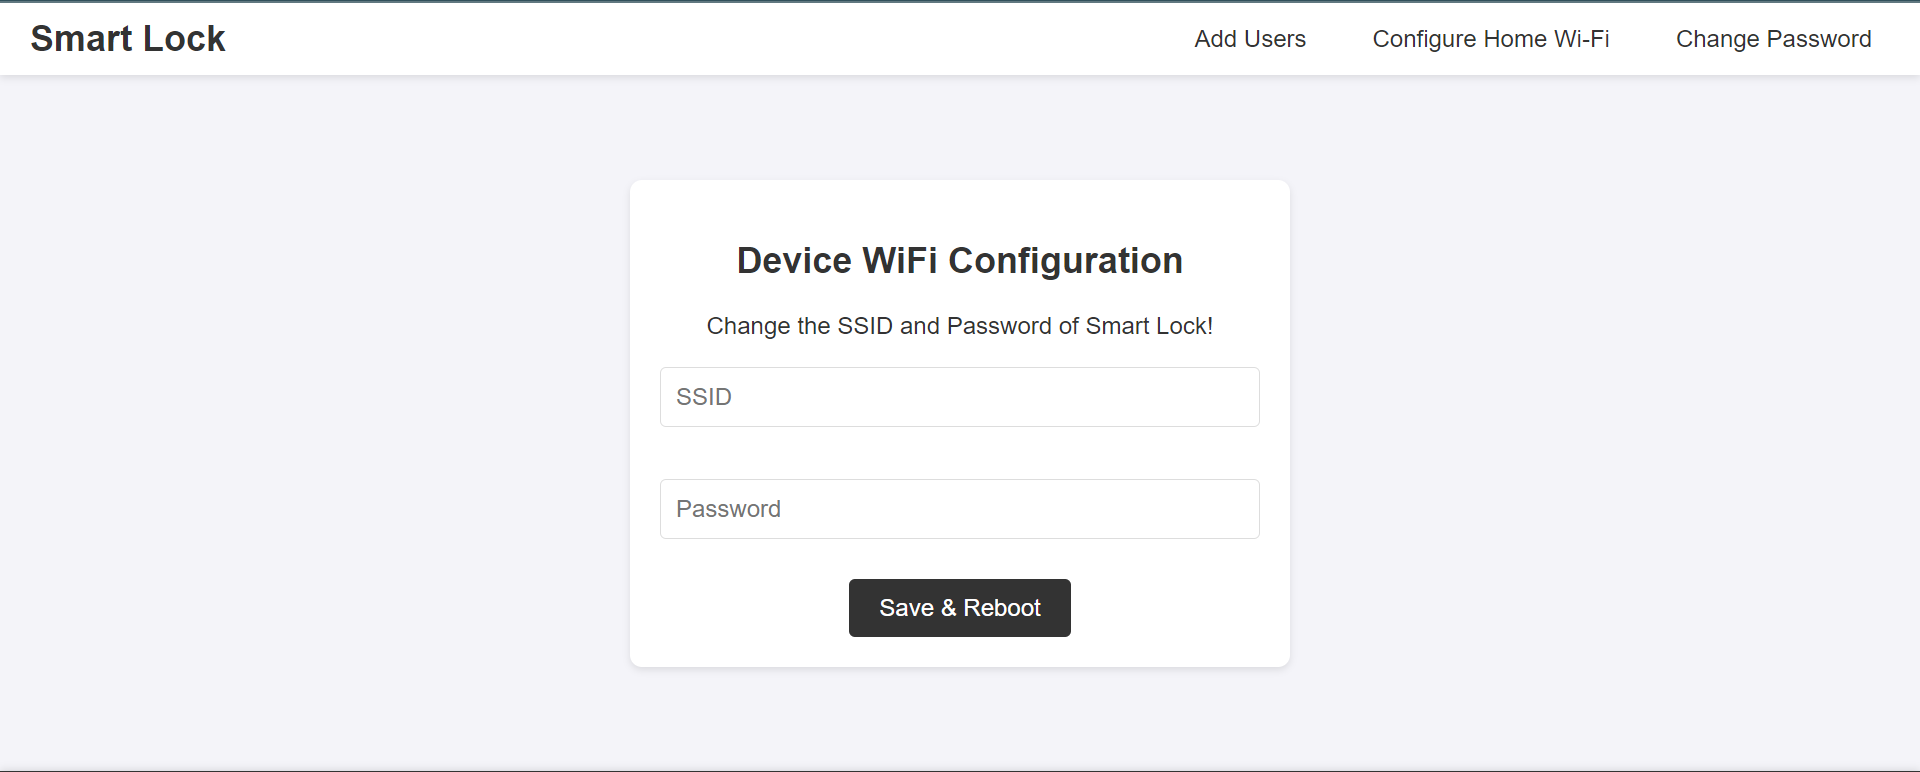 Smart Lock
Add Users
Configure Home Wi-Fi
Change Password
Device WiFi Configuration
Change the SSID and Password of Smart Lock!
SSID
Password
Save & Reboot